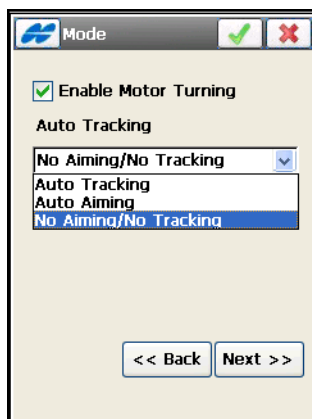 Mode
Enable Motor Turning
Auto Tracking
No Aiming/No Tracking
Auto Tracking
Auto Aiming
No Aiming/No Tracking
<< Back Next >>